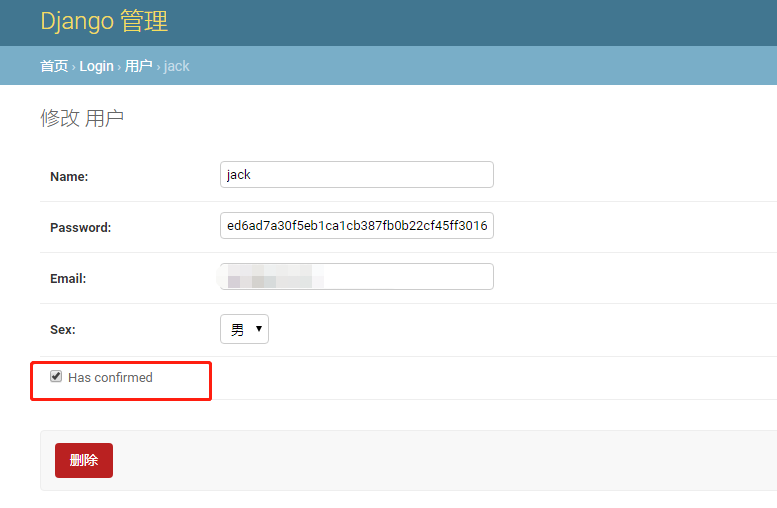 Django 管理
首页 › Login › 用户 › jack
修改 用户
Name: jack
Password: ed6ad7a30f5eb1ca1cb387fb0b22cf45ff3016
Email:
Sex: 男
Has confirmed
删除